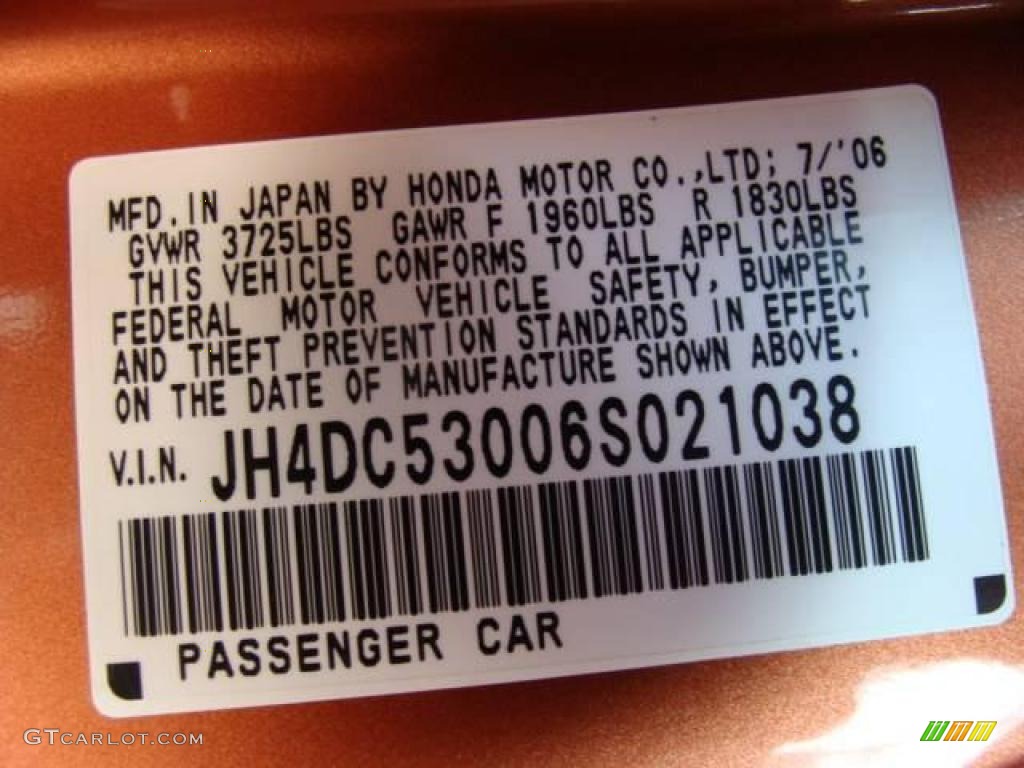 MFD. IN JAPAN BY HONDA MOTOR CO.,LTD; 7/'06
GVWR 3725LBS GAWR F 1960LBS R 1830LBS
THIS VEHICLE CONFORMS TO ALL APPLICABLE
FEDERAL MOTOR VEHICLE SAFETY, BUMPER,
AND THEFT PREVENTION STANDARDS IN EFFECT
ON THE DATE OF MANUFACTURE SHOWN ABOVE.
V.I.N. JH4DC53006S021038
PASSENGER CAR
GTCARLOT.COM